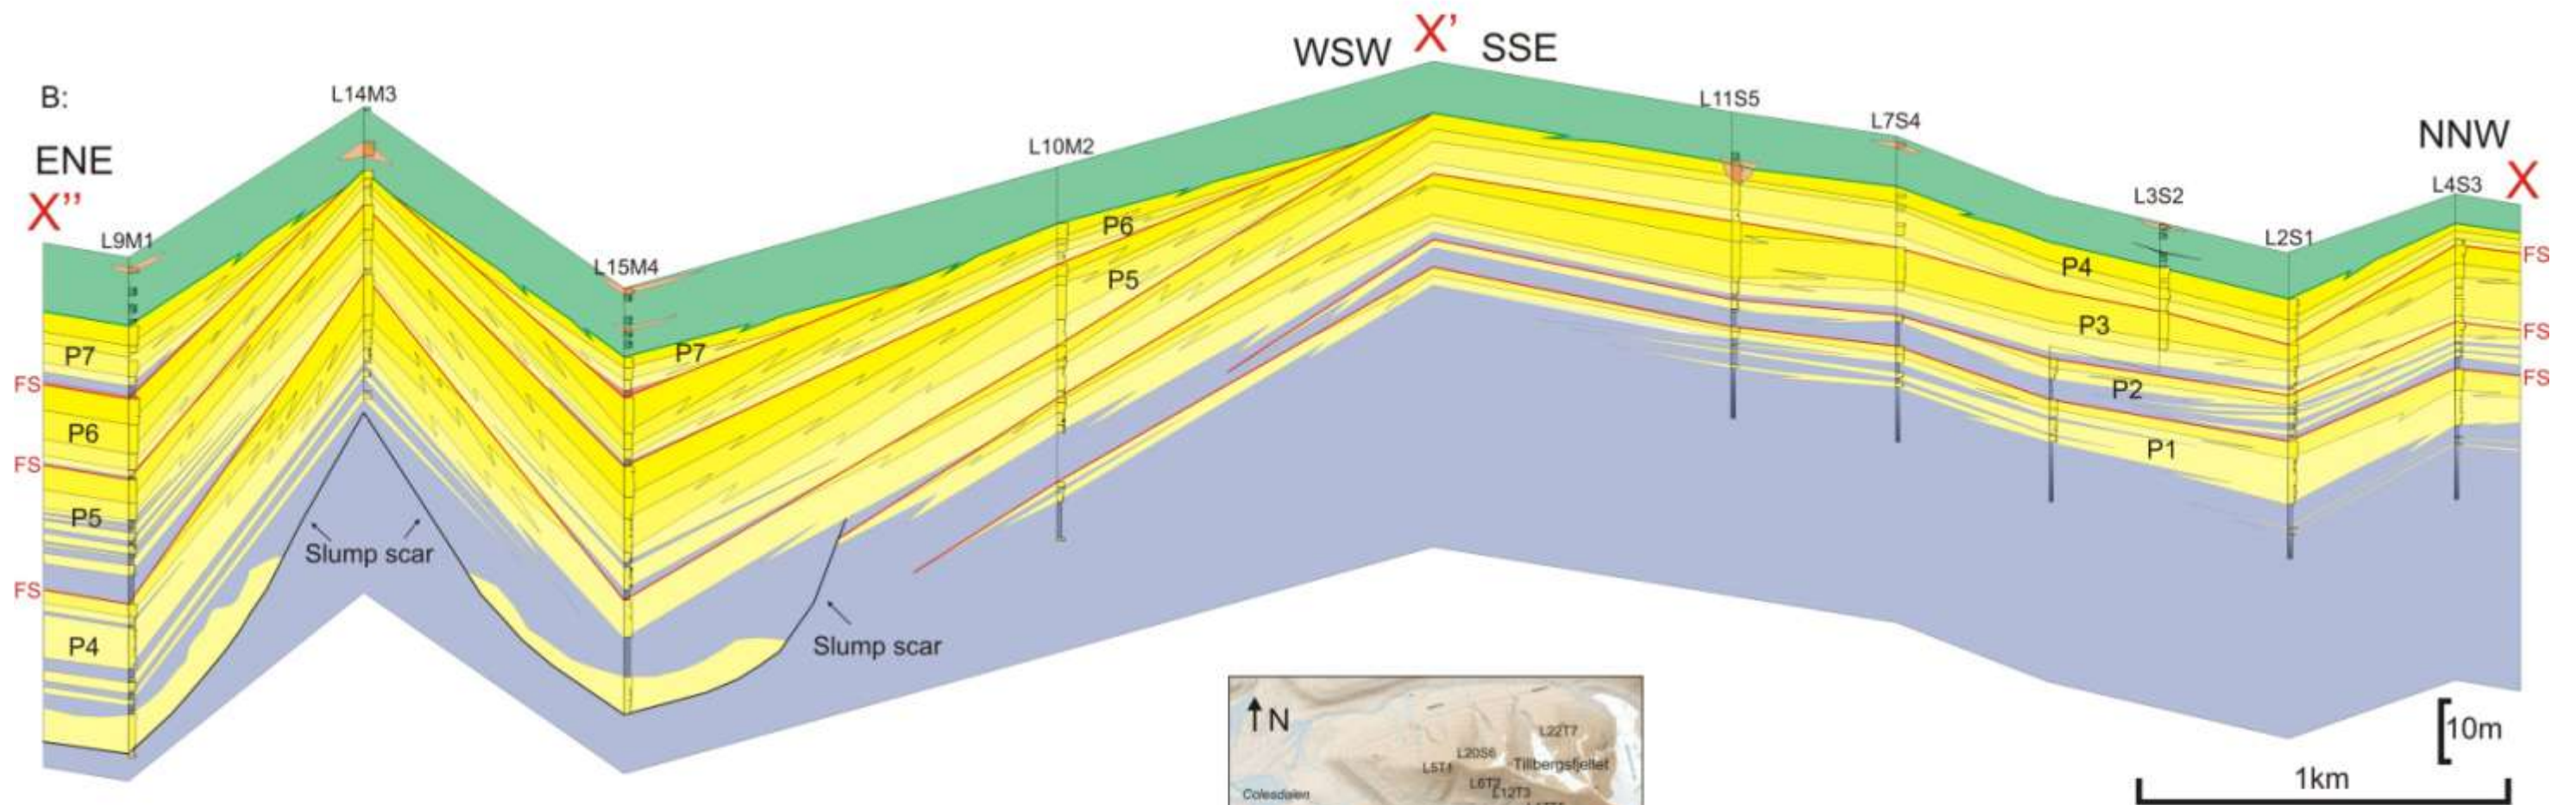 WSW X' SSE
B:
L14M3
L11S5
L7S4
NNW
ENE
L10M2
X
X''
L3S2
L4S3
L9M1
L2S1
L15M4
P6
FS
P4
P5
P3
FS
P7
P7
FS
FS
P2
P6
P1
FS
P5
Slump scar
FS
P4
Slump scar
N
L22T7
10m
L20S6
L5T1
Tillbergsfjellet
L6T2
L12T3
1km
Colesdalen